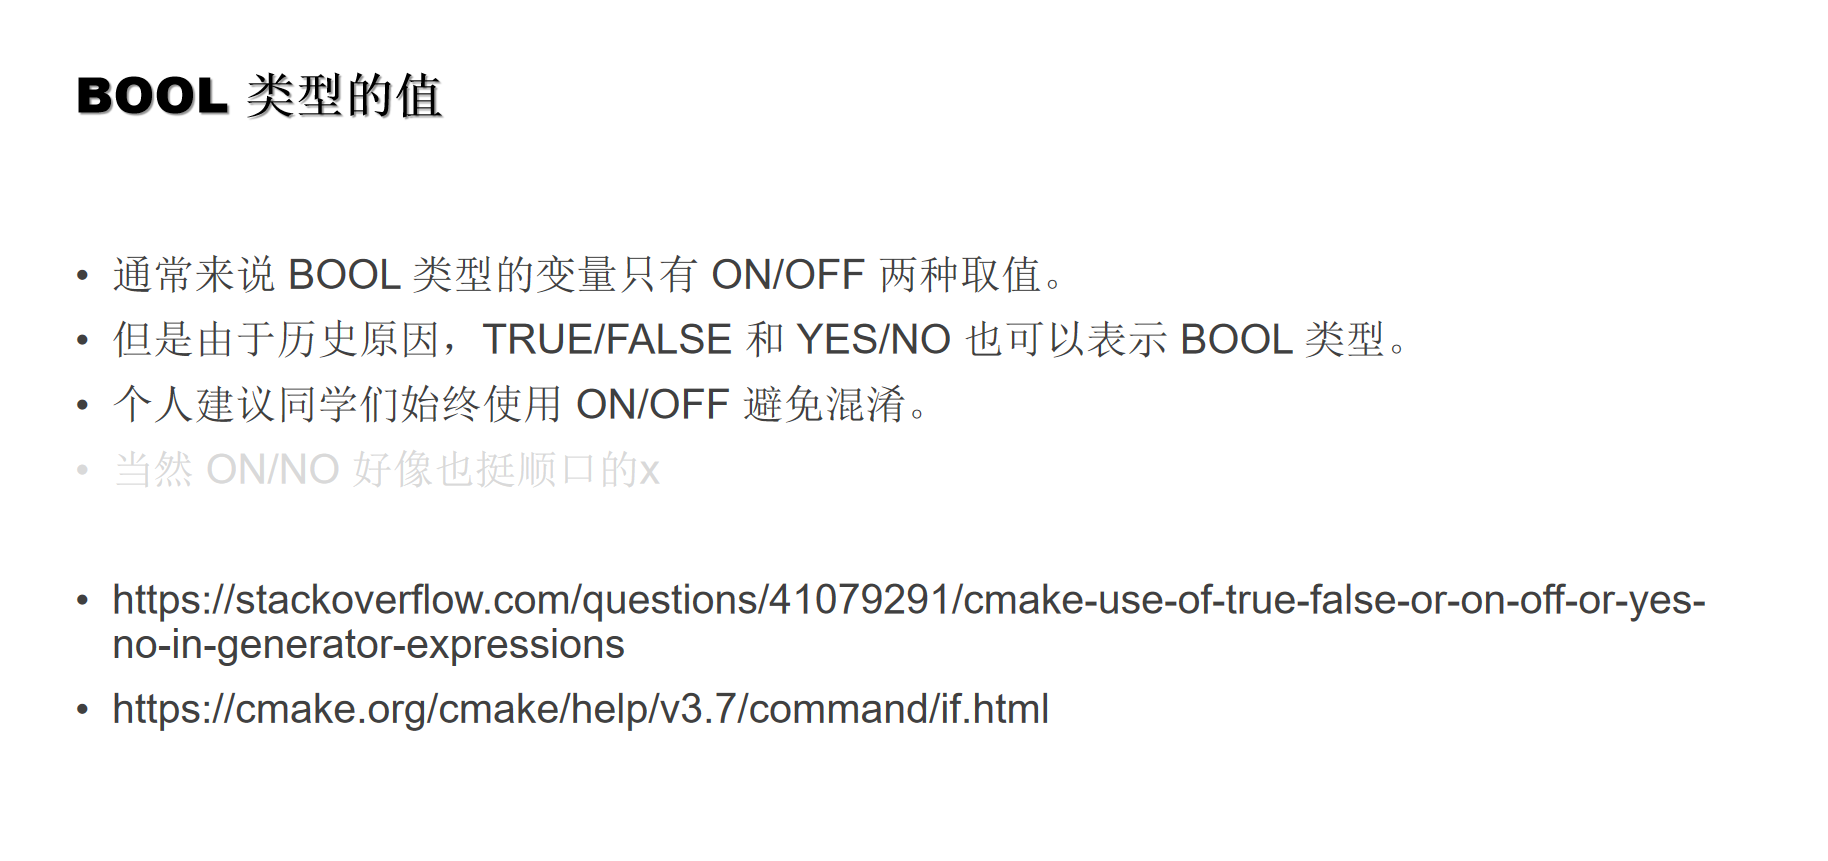 BOOL 类型的值
• 通常来说 BOOL 类型的变量只有 ON/OFF 两种取值。
• 但是由于历史原因，TRUE/FALSE 和 YES/NO 也可以表示 BOOL 类型。
• 个人建议同学们始终使用 ON/OFF 避免混淆。
• 当然 ON/NO 好像也挺顺口的x
• https://stackoverflow.com/questions/41079291/cmake-use-of-true-false-or-on-off-or-yes-
no-in-generator-expressions
• https://cmake.org/cmake/help/v3.7/command/if.html